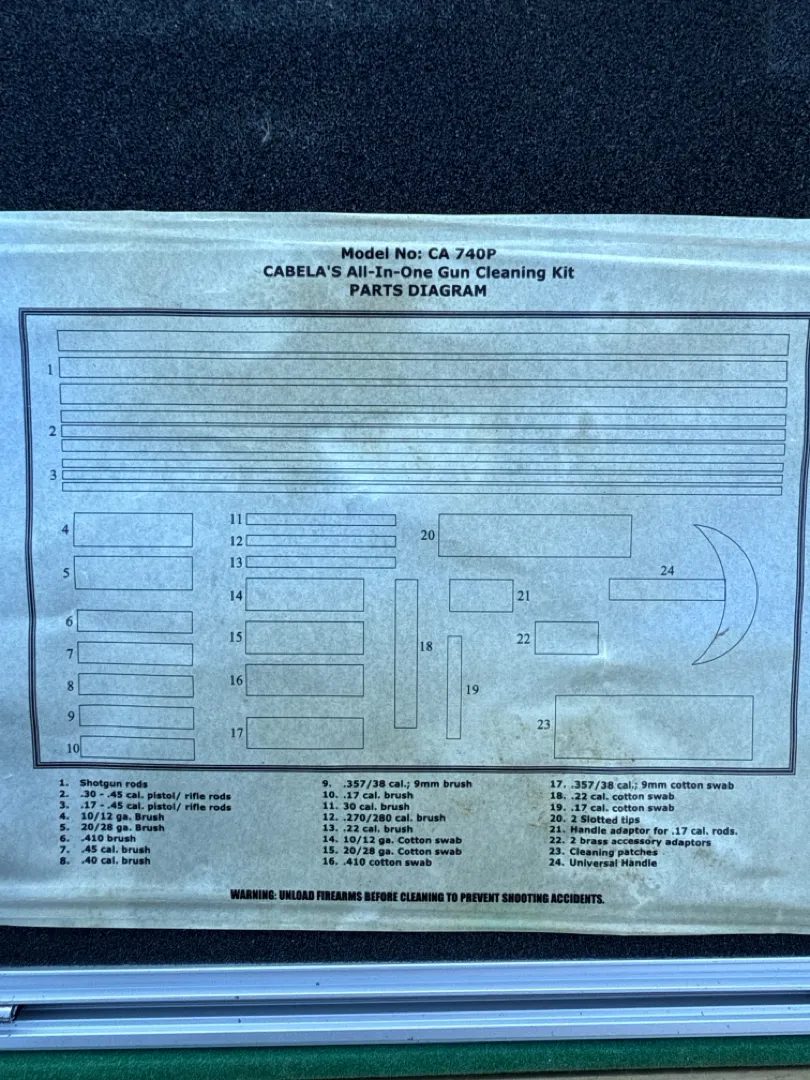 Model No: CA 740P
CABELA'S All-In-One Gun Cleaning Kit
PARTS DIAGRAM
1
2
3
4
5
6
7
8
9
10
11
12
13
14
15
16
17
18
19
20
21
22
23
24
1. Shotgun rods
2. .30 - .45 cal. pistol/ rifle rods
3. .17 - .45 cal. pistol/ rifle rods
4. 10/12 ga. Brush
5. 20/28 ga. Brush
6. .410 brush
7. .45 cal. brush
8. .40 cal. brush
9. .357/38 cal.; 9mm brush
10. .17 cal. brush
11. 30 cal. brush
12. .270/280 cal. brush
13. .22 cal. brush
14. 10/12 ga. Cotton swab
15. 20/28 ga. Cotton swab
16. .410 cotton swab
17. .357/38 cal.; 9mm cotton swab
18. .22 cal. cotton swab
19. .17 cal. cotton swab
20. 2 Slotted tips
21. Handle adaptor for .17 cal. rods.
22. 2 brass accessory adaptors
23. Cleaning patches
24. Universal Handle
WARNING: UNLOAD FIREARMS BEFORE CLEANING TO PREVENT SHOOTING ACCIDENTS.